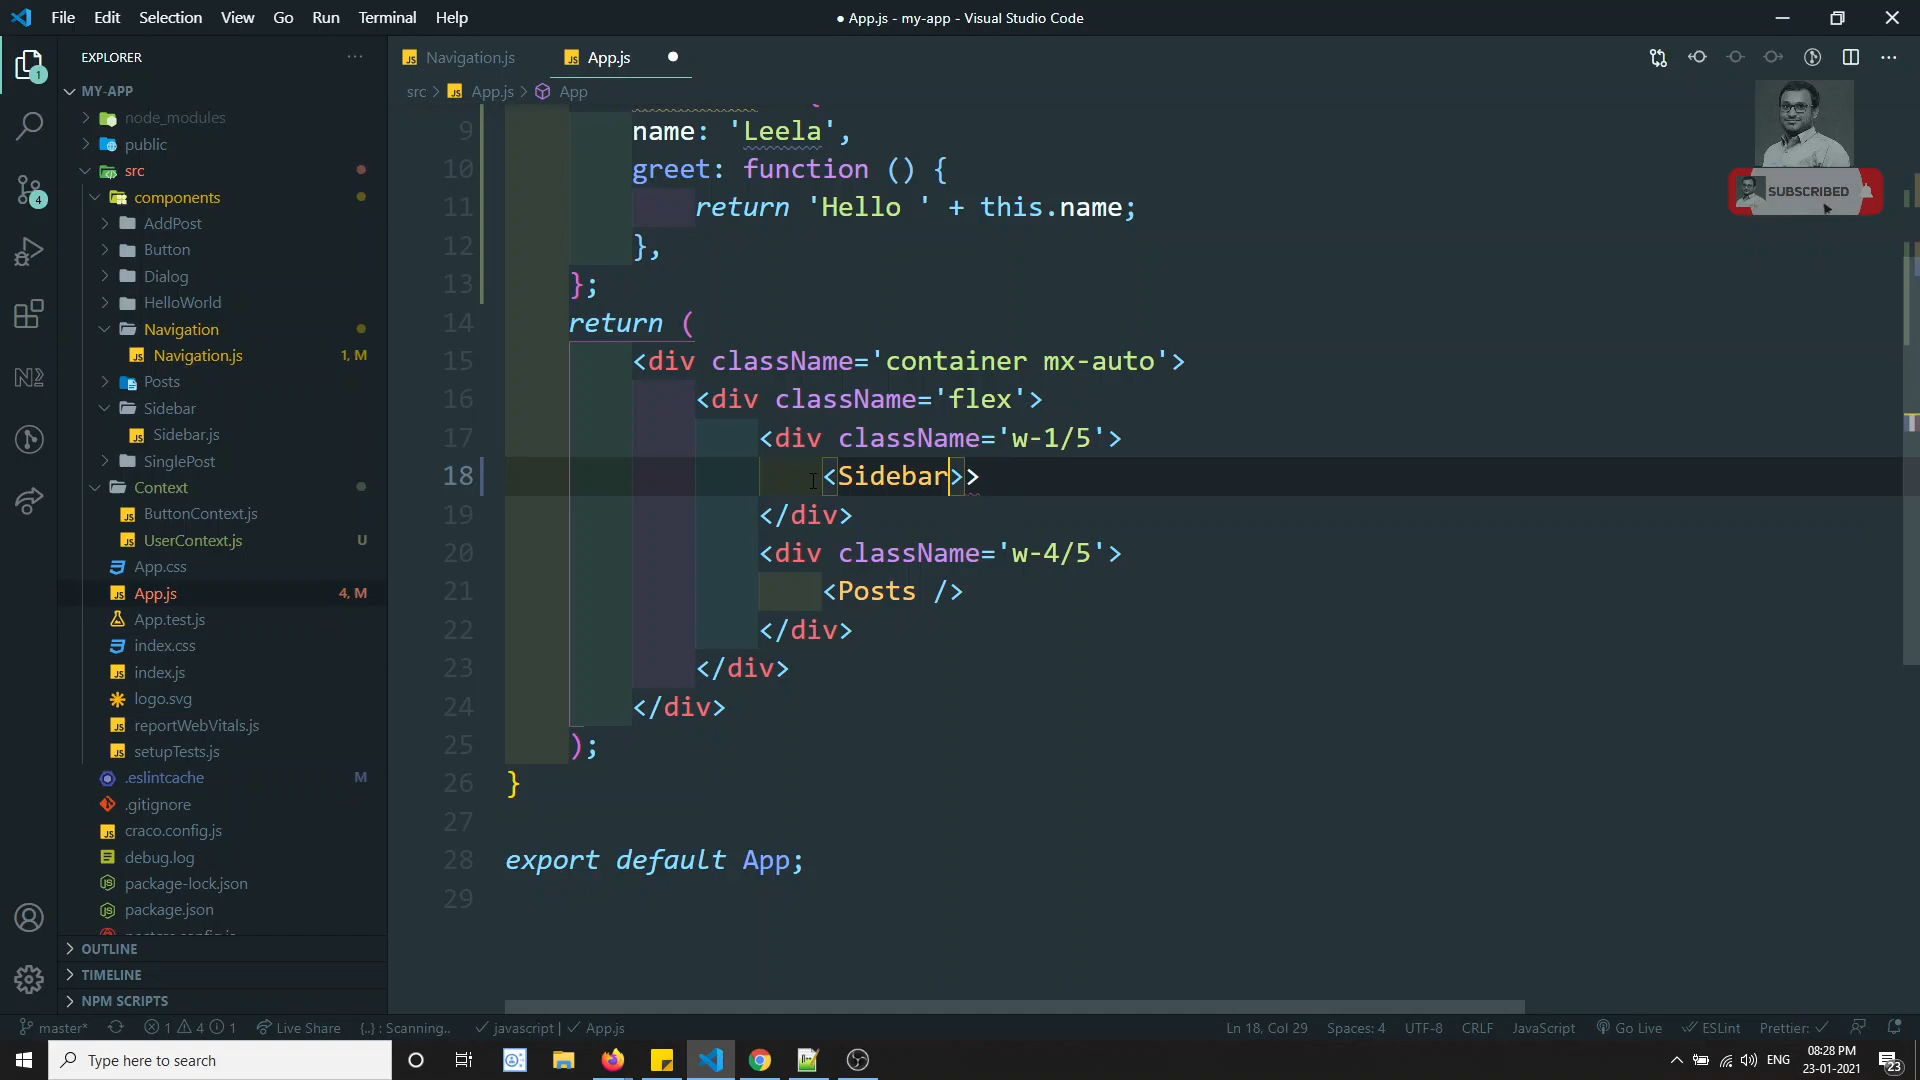 File Edit Selection View Go Run Terminal Help
● App.js - my-app - Visual Studio Code
EXPLORER
Navigation.js
App.js
MY-APP
src > App.js > App
node_modules
public
src
components
AddPost
Button
Dialog
HelloWorld
Navigation
Navigation.js 1, M
Posts
Sidebar
Sidebar.js
SinglePost
Context
ButtonContext.js
UserContext.js U
App.css
App.js 4, M
App.test.js
index.css
index.js
logo.svg
reportWebVitals.js
setupTests.js
.eslintcache M
.gitignore
craco.config.js
debug.log
package-lock.json
package.json
OUTLINE
TIMELINE
NPM SCRIPTS
1
4
9 name: 'Leela',
10 greet: function () {
11 return 'Hello ' + this.name;
12 },
13 };
14 return (
15 <div className='container mx-auto'>
16 <div className='flex'>
17 <div className='w-1/5'>
18 <Sidebar>>
19 </div>
20 <div className='w-4/5'>
21 <Posts />
22 </div>
23 </div>
24 </div>
25 );
26 }
27
28 export default App;
29
SUBSCRIBED
master* 1 4 1 Live Share {..} : Scanning.. javascript | App.js
Ln 18, Col 29 Spaces: 4 UTF-8 CRLF JavaScript Go Live ESLint Prettier:
Type here to search
ENG
08:28 PM
23-01-2021
23